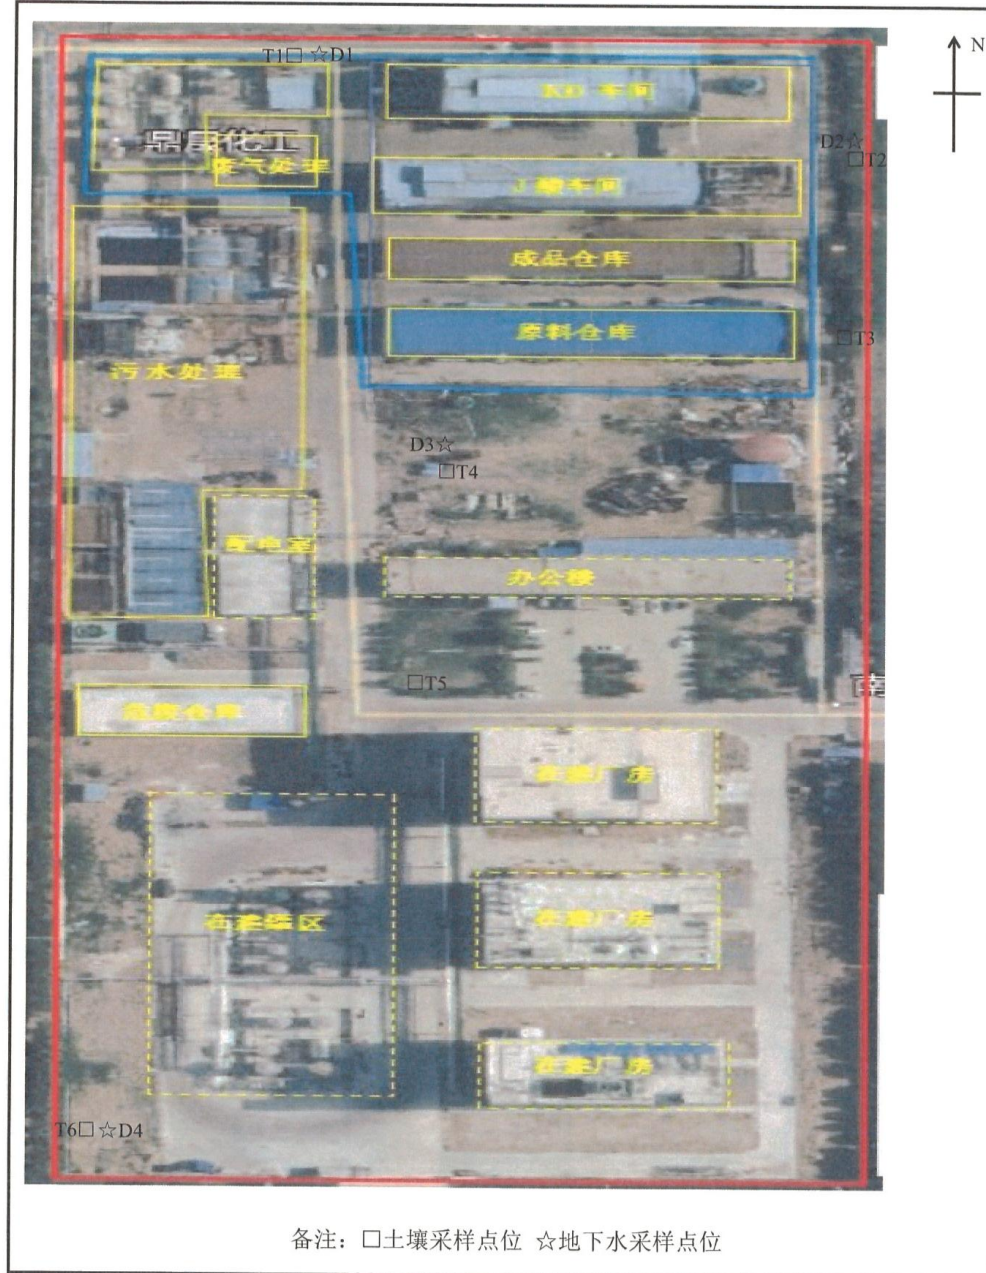 T1□ ☆D1
N
KD 车间
鼎辰化工
D2☆
□T2
废气处理
J 酸车间
成品仓库
原料仓库
□T3
污水处理
D3☆
□T4
配电室
办公楼
□T5
南
危废仓库
在建厂房
在建罐区
在建厂房
在建厂房
T6□☆D4
备注：□土壤采样点位 ☆地下水采样点位